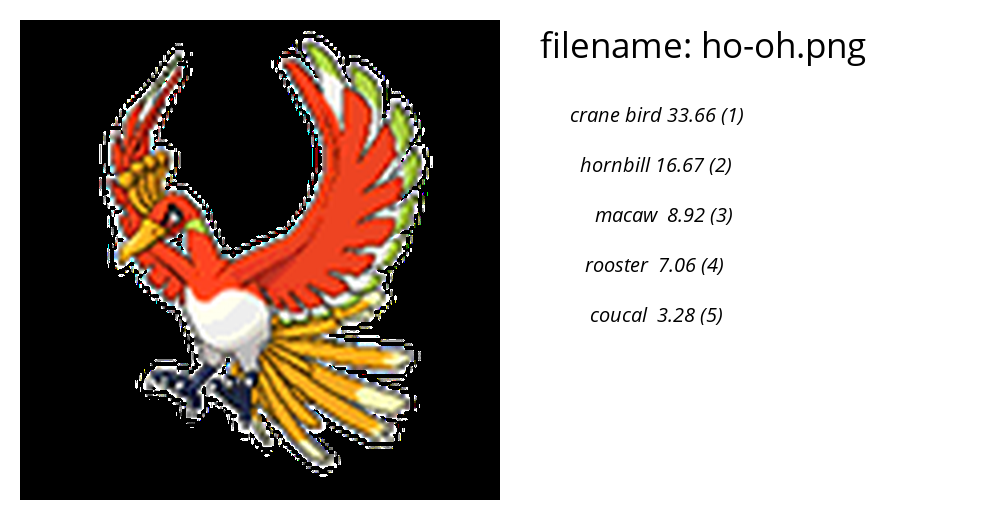 filename: ho-oh.png
crane bird 33.66 (1)
hornbill 16.67 (2)
macaw  8.92 (3)
rooster  7.06 (4)
coucal  3.28 (5)